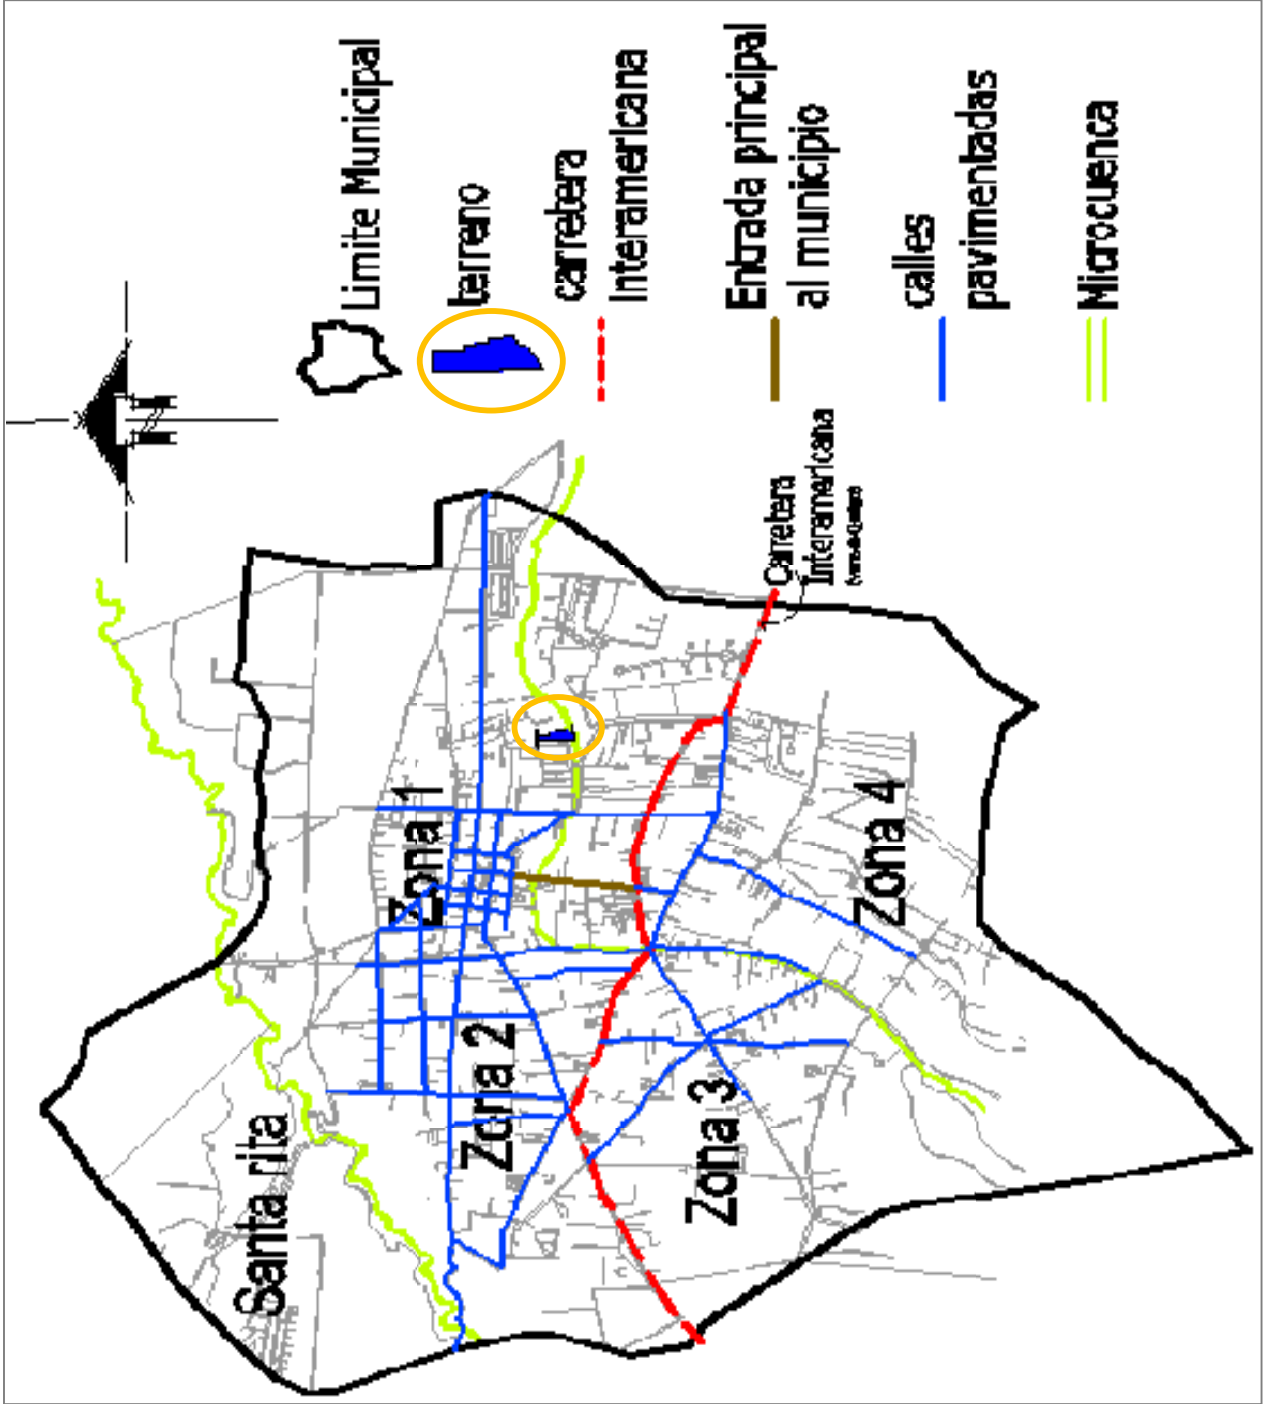 N
Santa rita
Zona 1
Zona 2
Zona 3
Zona 4
Carretera
Interamericana
Limite Municipal
terreno
carretera
Interamericana
Entrada principal
al municipio
calles
pavimentadas
Microcuenca